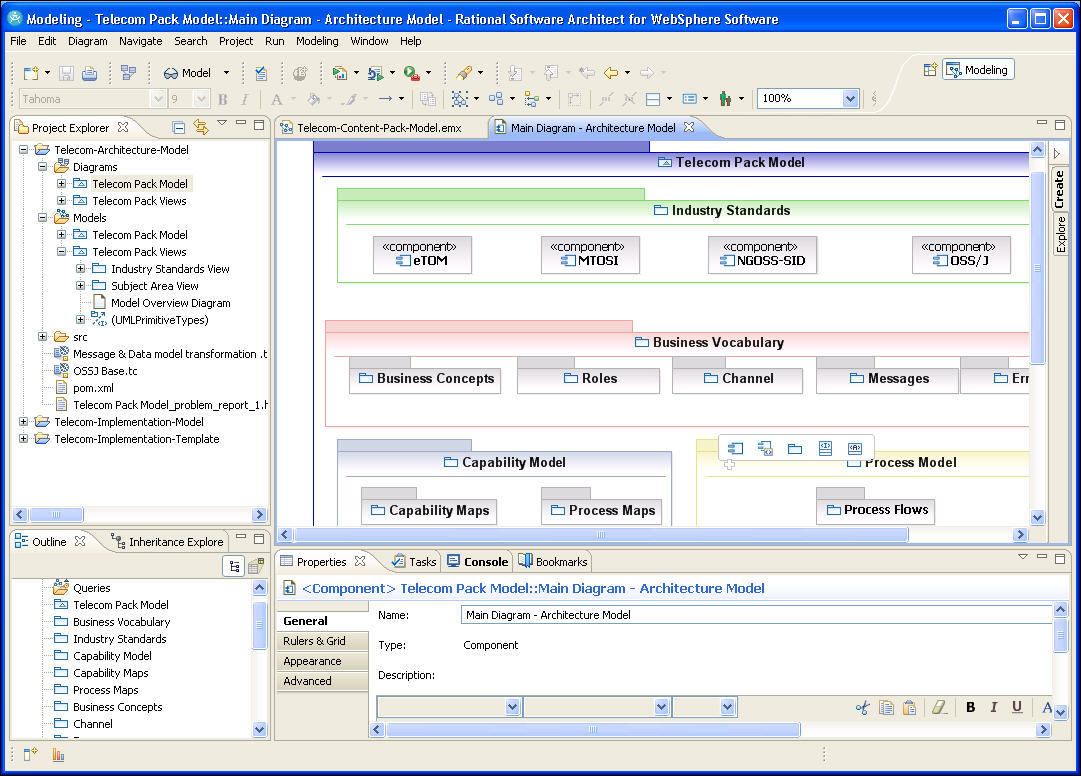 Modeling - Telecom Pack Model::Main Diagram - Architecture Model - Rational Software Architect for WebSphere Software
File Edit Diagram Navigate Search Project Run Modeling Window Help
Model
Modeling
Tahoma 9 B I A 100%
Project Explorer
Telecom-Content-Pack-Model.emx
Main Diagram - Architecture Model
Telecom-Architecture-Model
Diagrams
Telecom Pack Model
Telecom Pack Views
Models
Telecom Pack Model
Telecom Pack Views
Industry Standards View
Subject Area View
Model Overview Diagram
(UMLPrimitiveTypes)
src
Message & Data model transformation .t
OSSJ Base.tc
pom.xml
Telecom Pack Model_problem_report_1.h
Telecom-Implementation-Model
Telecom-Implementation-Template
Telecom Pack Model
Industry Standards
«component»
eTOM
«component»
MTOSI
«component»
NGOSS-SID
«component»
OSS/J
Business Vocabulary
Business Concepts
Roles
Channel
Messages
Err
Capability Model
Capability Maps
Process Maps
Process Model
Process Flows
Create
Explore
Outline
Inheritance Explorer
Queries
Telecom Pack Model
Business Vocabulary
Industry Standards
Capability Model
Capability Maps
Process Maps
Business Concepts
Channel
Properties
Tasks
Console
Bookmarks
<Component> Telecom Pack Model::Main Diagram - Architecture Model
General
Rulers & Grid
Appearance
Advanced
Name: Main Diagram - Architecture Model
Type: Component
Description:
B I U A